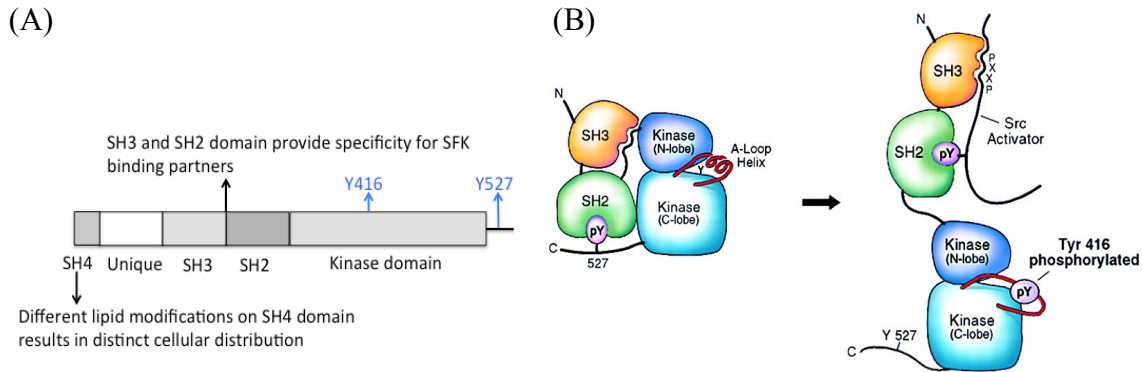 (A)
SH3 and SH2 domain provide specificity for SFK
binding partners
Y416
Y527
SH4
Unique
SH3
SH2
Kinase domain
Different lipid modifications on SH4 domain
results in distinct cellular distribution
(B)
N
SH3
Kinase
(N-lobe)
A-Loop
Helix
Y
SH2
Kinase
(C-lobe)
pY
C
527
N
SH3
P
X
X
P
Src
Activator
SH2
pY
Kinase
(N-lobe)
Tyr 416
phosphorylated
pY
Kinase
(C-lobe)
Y 527
C